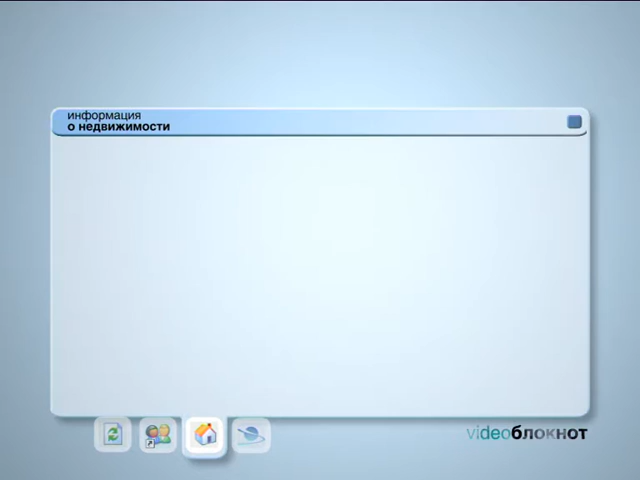 информация
о недвижимости
videoблокнот